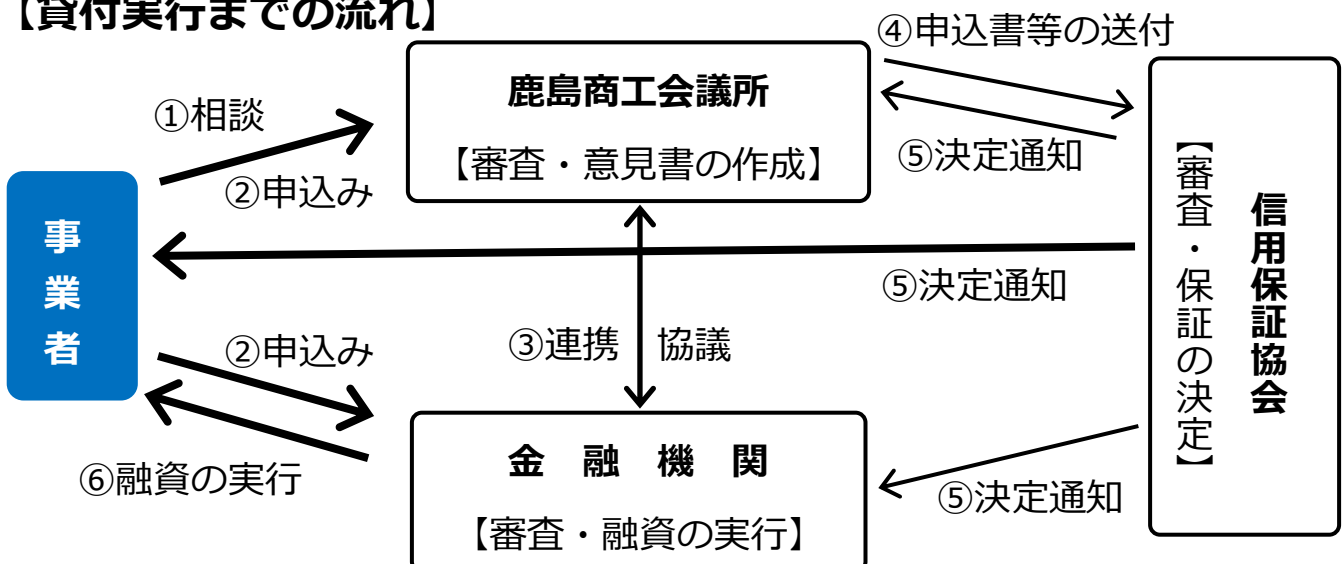 【貸付実行までの流れ】
④申込書等の送付
鹿島商工会議所
【審査・意見書の作成】
①相談
②申込み
⑤決定通知
事業者
⑤決定通知
信用保証協会
【審査・保証の決定】
②申込み
③連携 協議
⑥融資の実行
金 融 機 関
【審査・融資の実行】
⑤決定通知